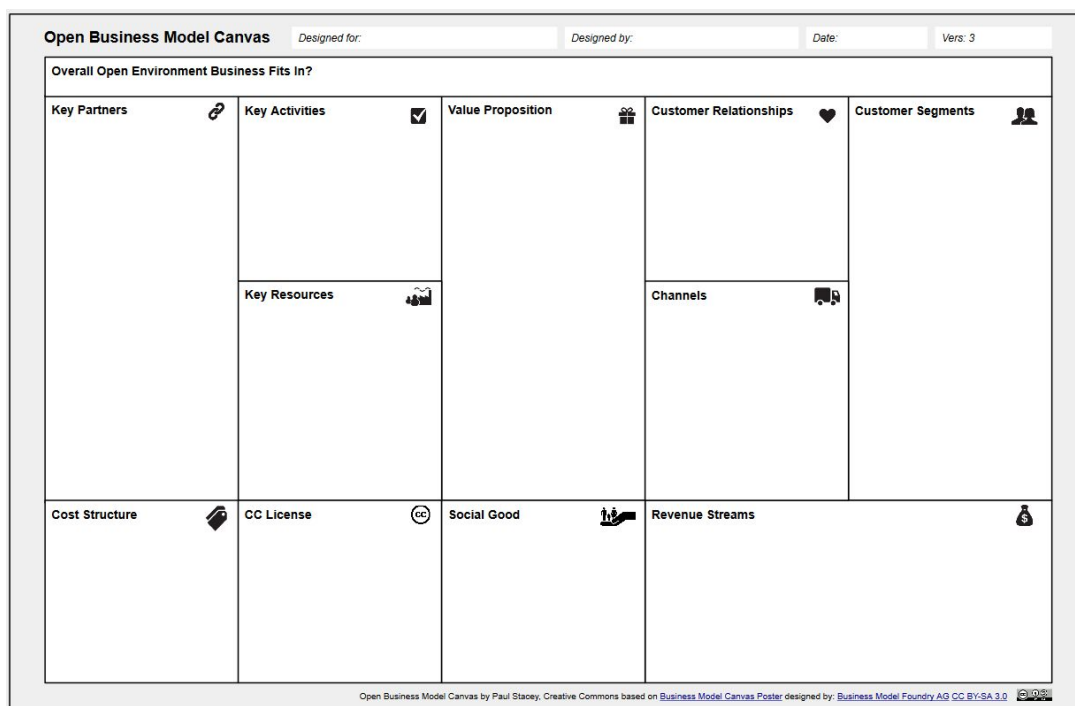 Open Business Model Canvas
Designed for:
Designed by:
Date:
Vers: 3
Overall Open Environment Business Fits In?
Key Partners
Key Activities
Value Proposition
Customer Relationships
Customer Segments
Key Resources
Channels
Cost Structure
CC License
cc
Social Good
Revenue Streams
$
Open Business Model Canvas by Paul Stacey, Creative Commons based on Business Model Canvas Poster designed by: Business Model Foundry AG CC BY-SA 3.0